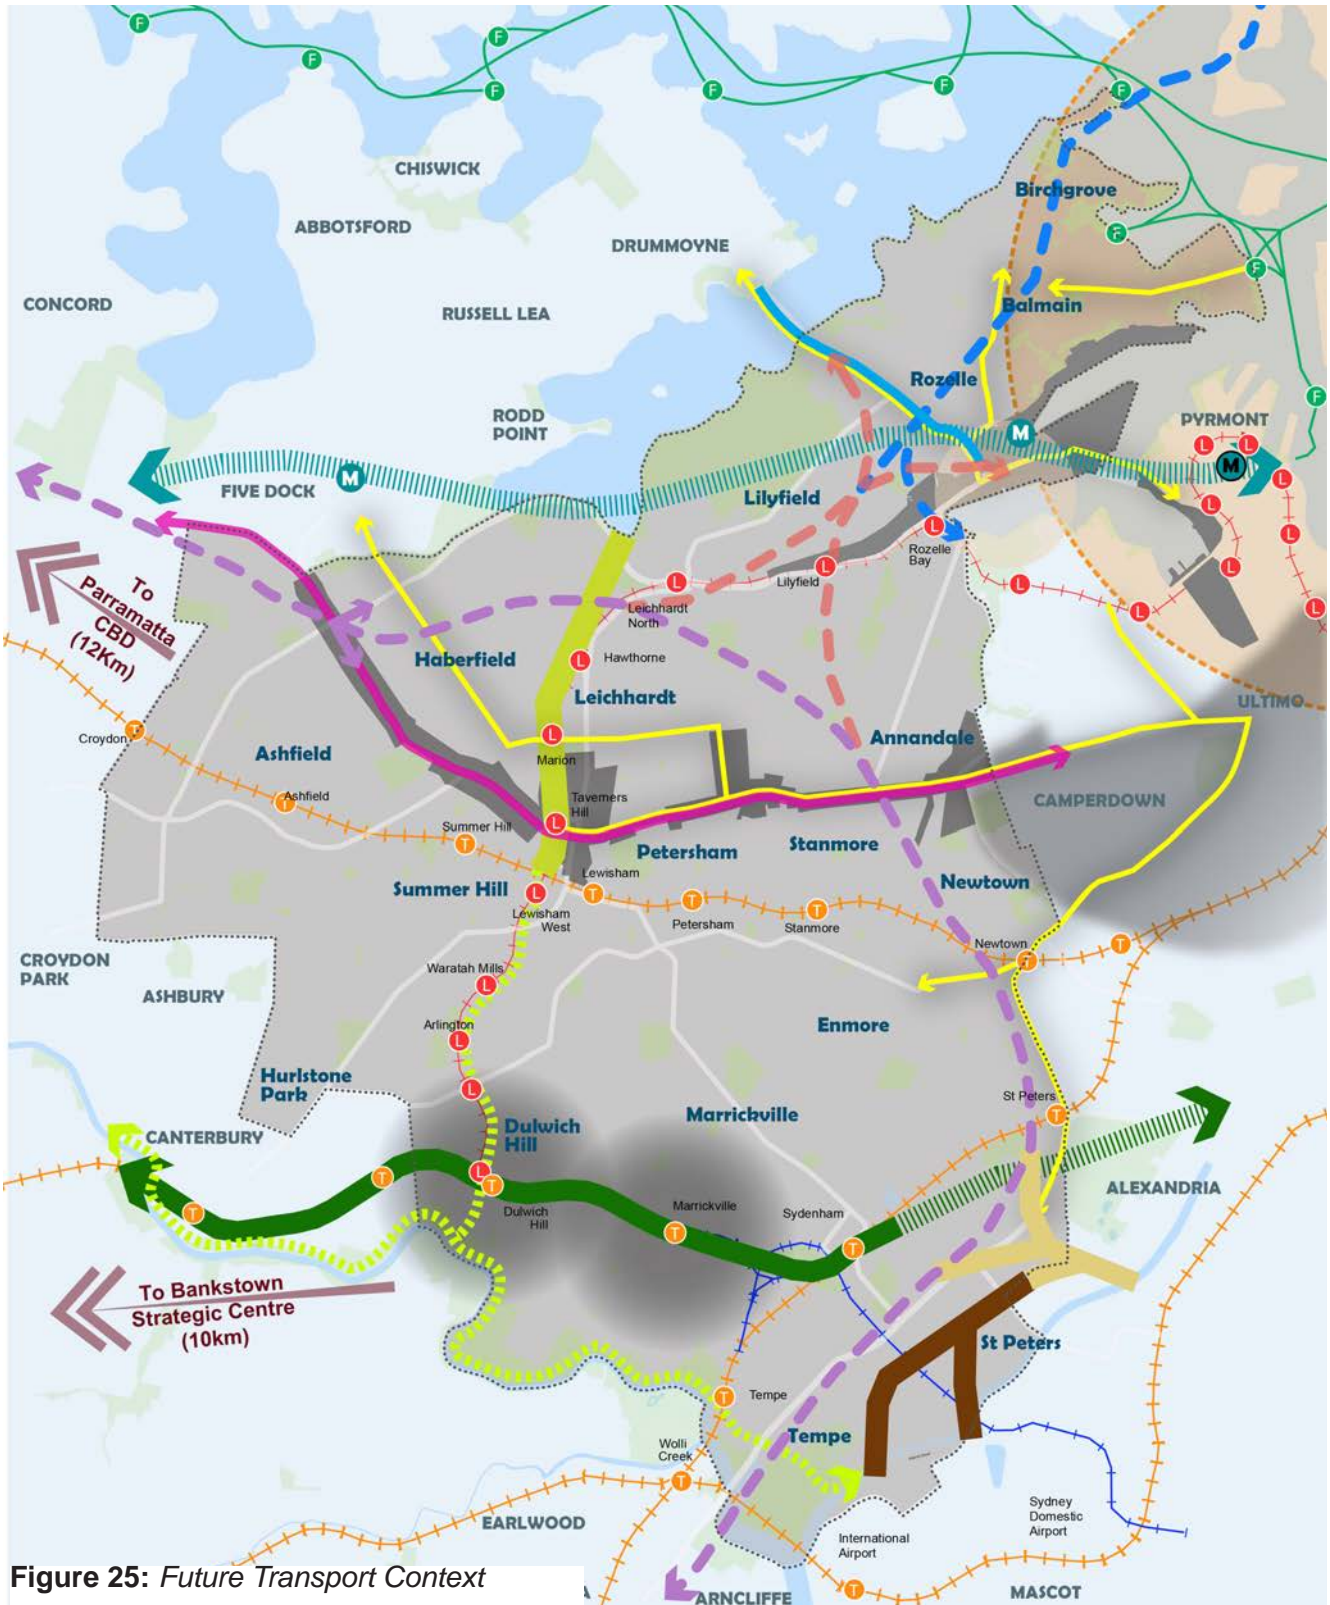 F
F
F
F
F
F
F
F
F
CHISWICK
ABBOTSFORD
DRUMMOYNE
Birchgrove
CONCORD
RUSSELL LEA
Balmain
Rozelle
RODD
POINT
PYRMONT
M
M
M
L
L
L
L
L
L
L
FIVE DOCK
Lilyfield
Lilyfield
L
Rozelle
Bay
L
L
L
To
Parramatta
CBD
(12Km)
Leichhardt
North
L
Haberfield
L
Hawthorne
Leichhardt
ULTIMO
Croydon
T
Ashfield
L
Marion
Annandale
Ashfield
T
Taverners
Hill
L
CAMPERDOWN
Summer Hill
T
Petersham
Stanmore
Summer Hill
Lewisham
T
L
Lewisham
West
T
Petersham
T
Stanmore
Newtown
Newtown
T
T
CROYDON
PARK
ASHBURY
Waratah Mills
L
Arlington
L
Enmore
Hurlstone
Park
L
St Peters
T
CANTERBURY
Dulwich
Hill
Marrickville
L
T
T
T
Dulwich
Hill
Marrickville
T
Sydenham
T
ALEXANDRIA
To Bankstown
Strategic Centre
(10km)
St Peters
Tempe
T
Tempe
Wolli
Creek
T
EARLWOOD
International
Airport
Sydney
Domestic
Airport
T
A
ARNCLIFFE
MASCOT
Figure 25: Future Transport Context